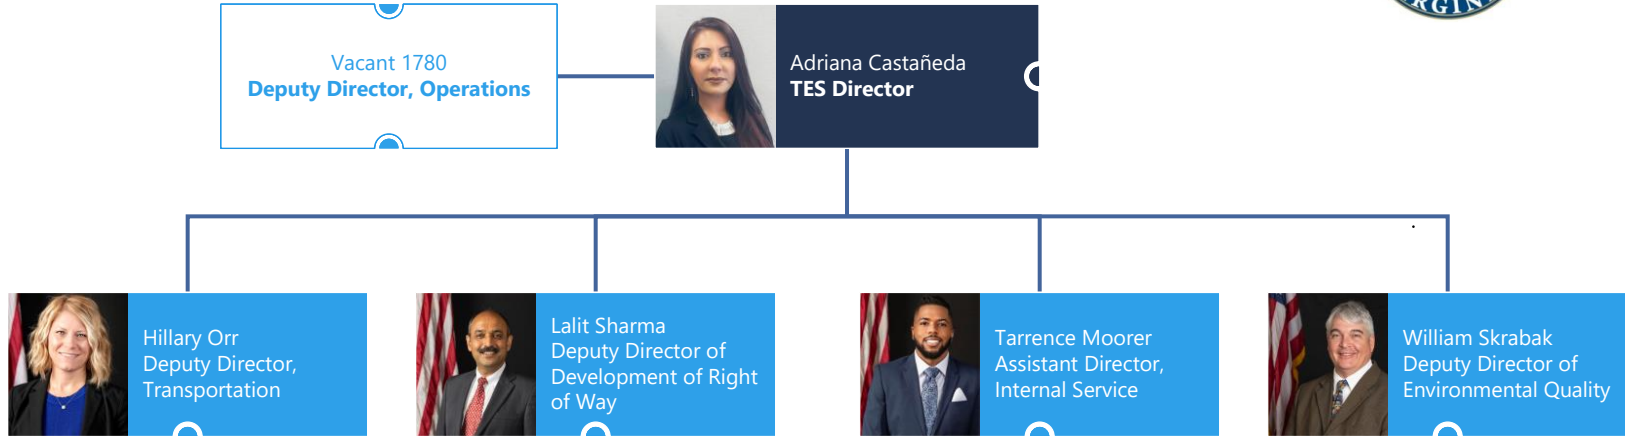 Vacant 1780
Deputy Director, Operations
Adriana Castañeda
TES Director
Hillary Orr
Deputy Director,
Transportation
Lalit Sharma
Deputy Director of
Development of Right
of Way
Tarrence Moorer
Assistant Director,
Internal Service
William Skrabak
Deputy Director of
Environmental Quality